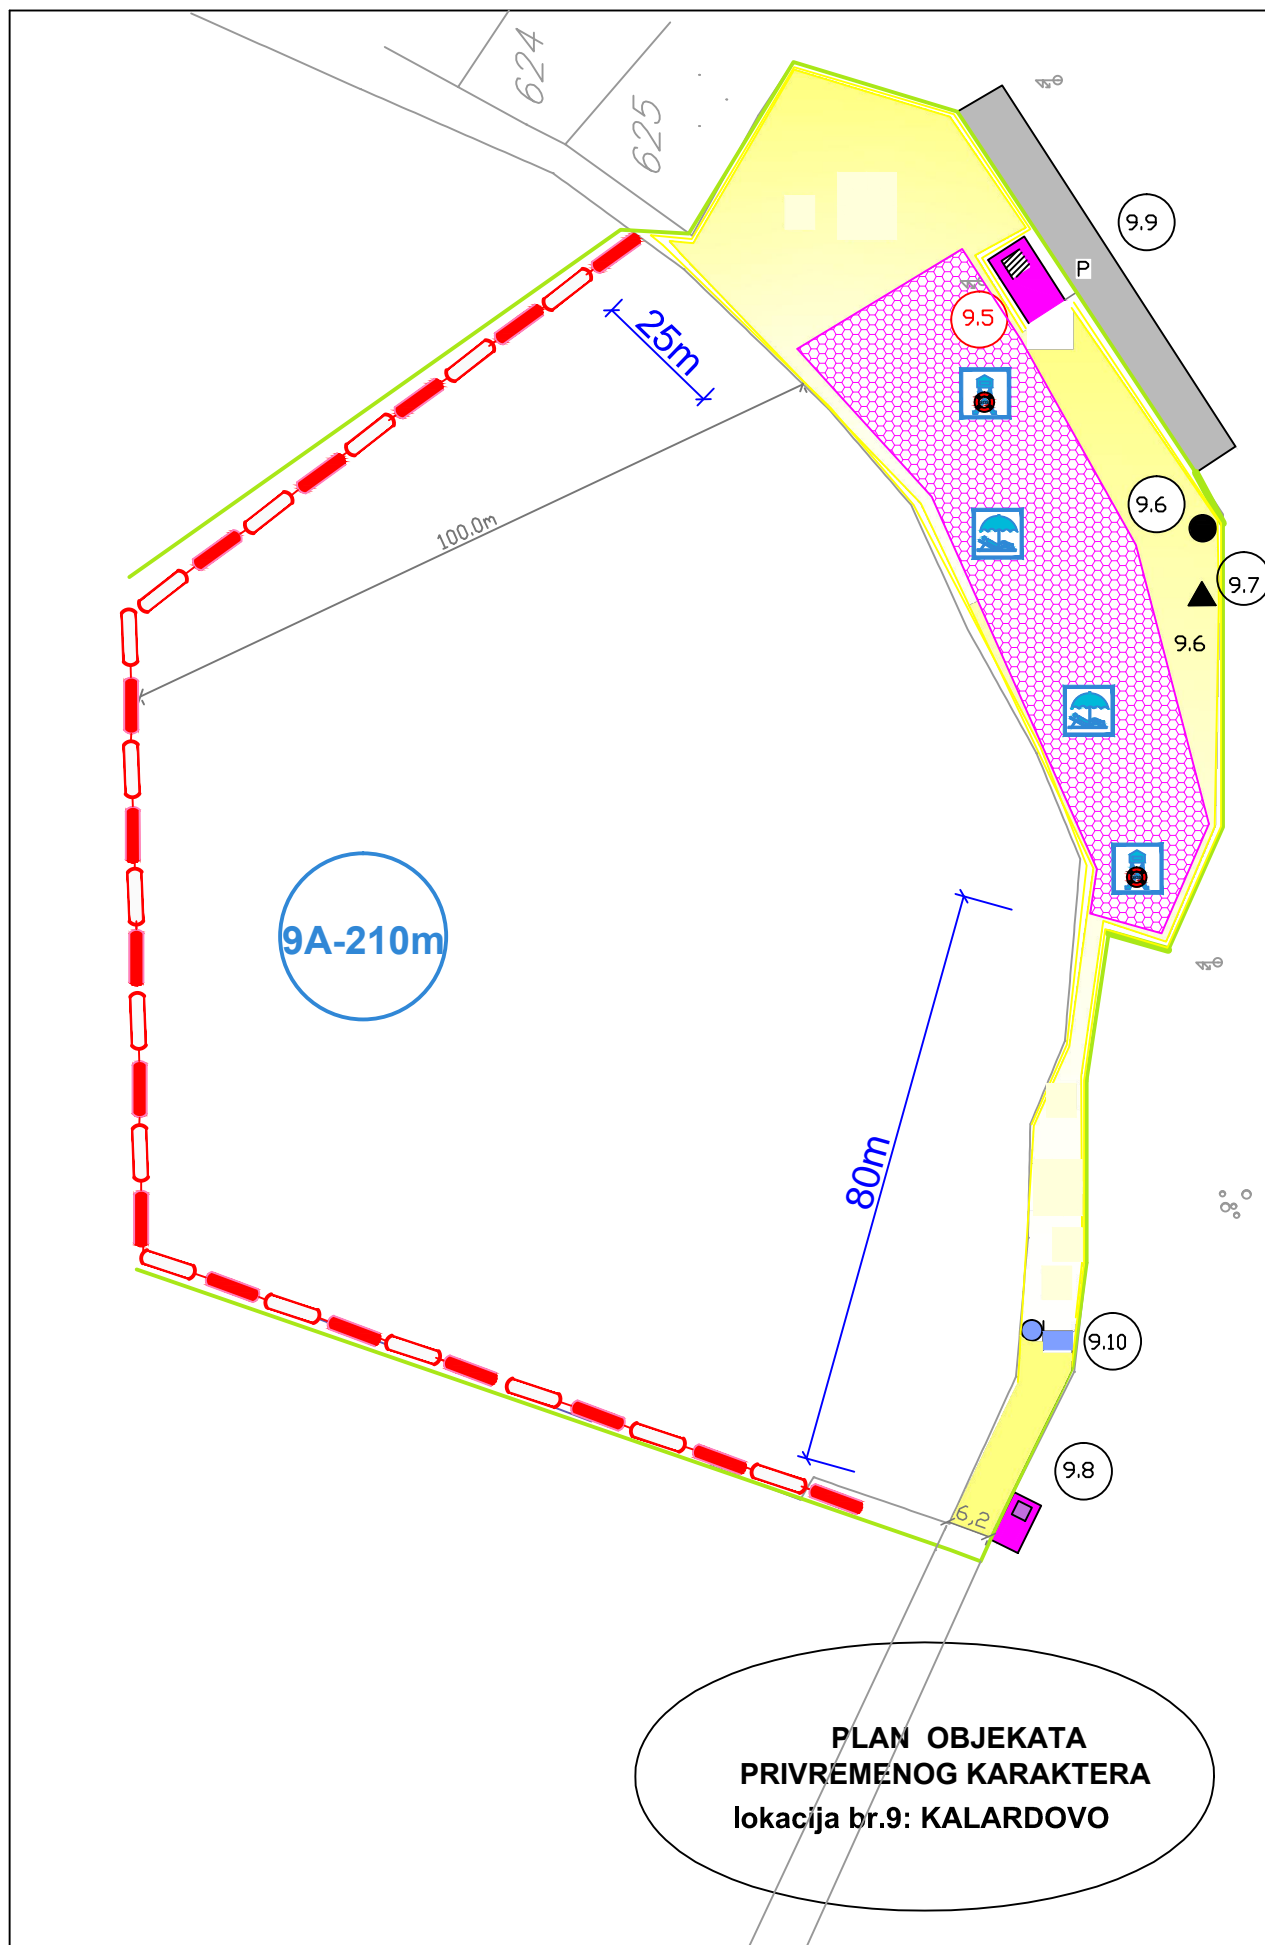 624
625
9.9
P
9.5
25m
100.0m
9.6
9.7
9.6
9A-210m
80m
9.10
9.8
6,2
PLAN OBJEKATA
PRIVREMENOG KARAKTERA
lokacija br.9: KALARDOVO